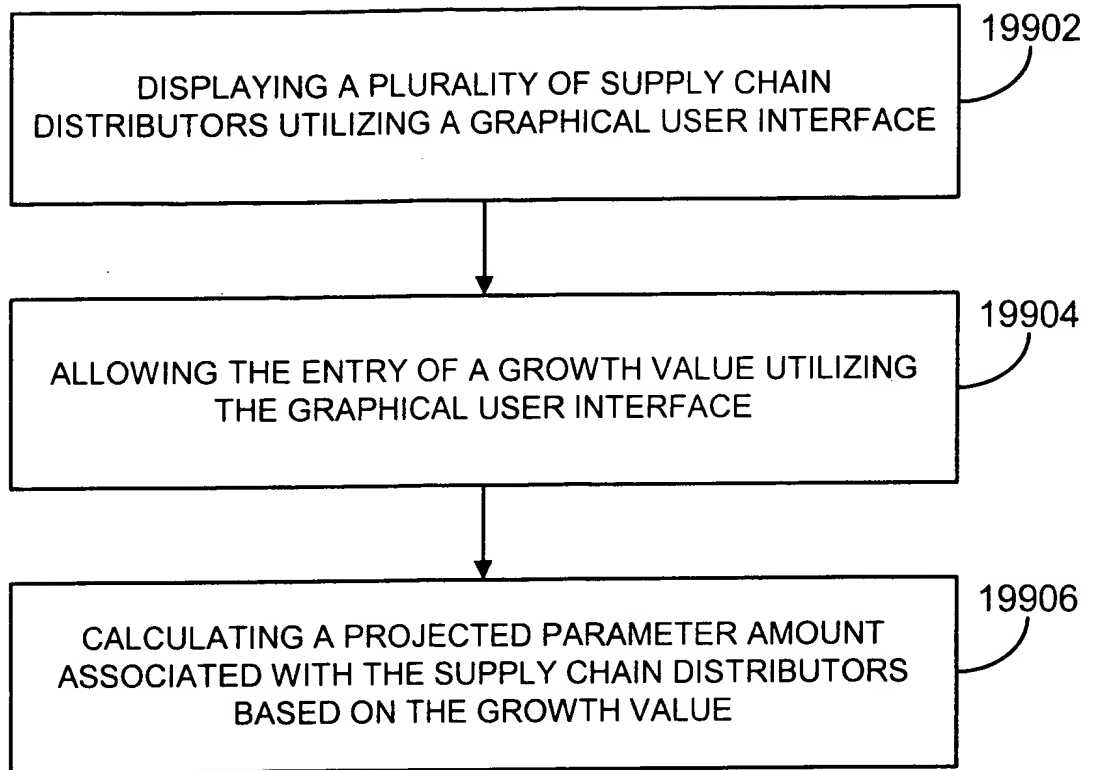 19902
DISPLAYING A PLURALITY OF SUPPLY CHAIN
DISTRIBUTORS UTILIZING A GRAPHICAL USER INTERFACE
19904
ALLOWING THE ENTRY OF A GROWTH VALUE UTILIZING
THE GRAPHICAL USER INTERFACE
19906
CALCULATING A PROJECTED PARAMETER AMOUNT
ASSOCIATED WITH THE SUPPLY CHAIN DISTRIBUTORS
BASED ON THE GROWTH VALUE